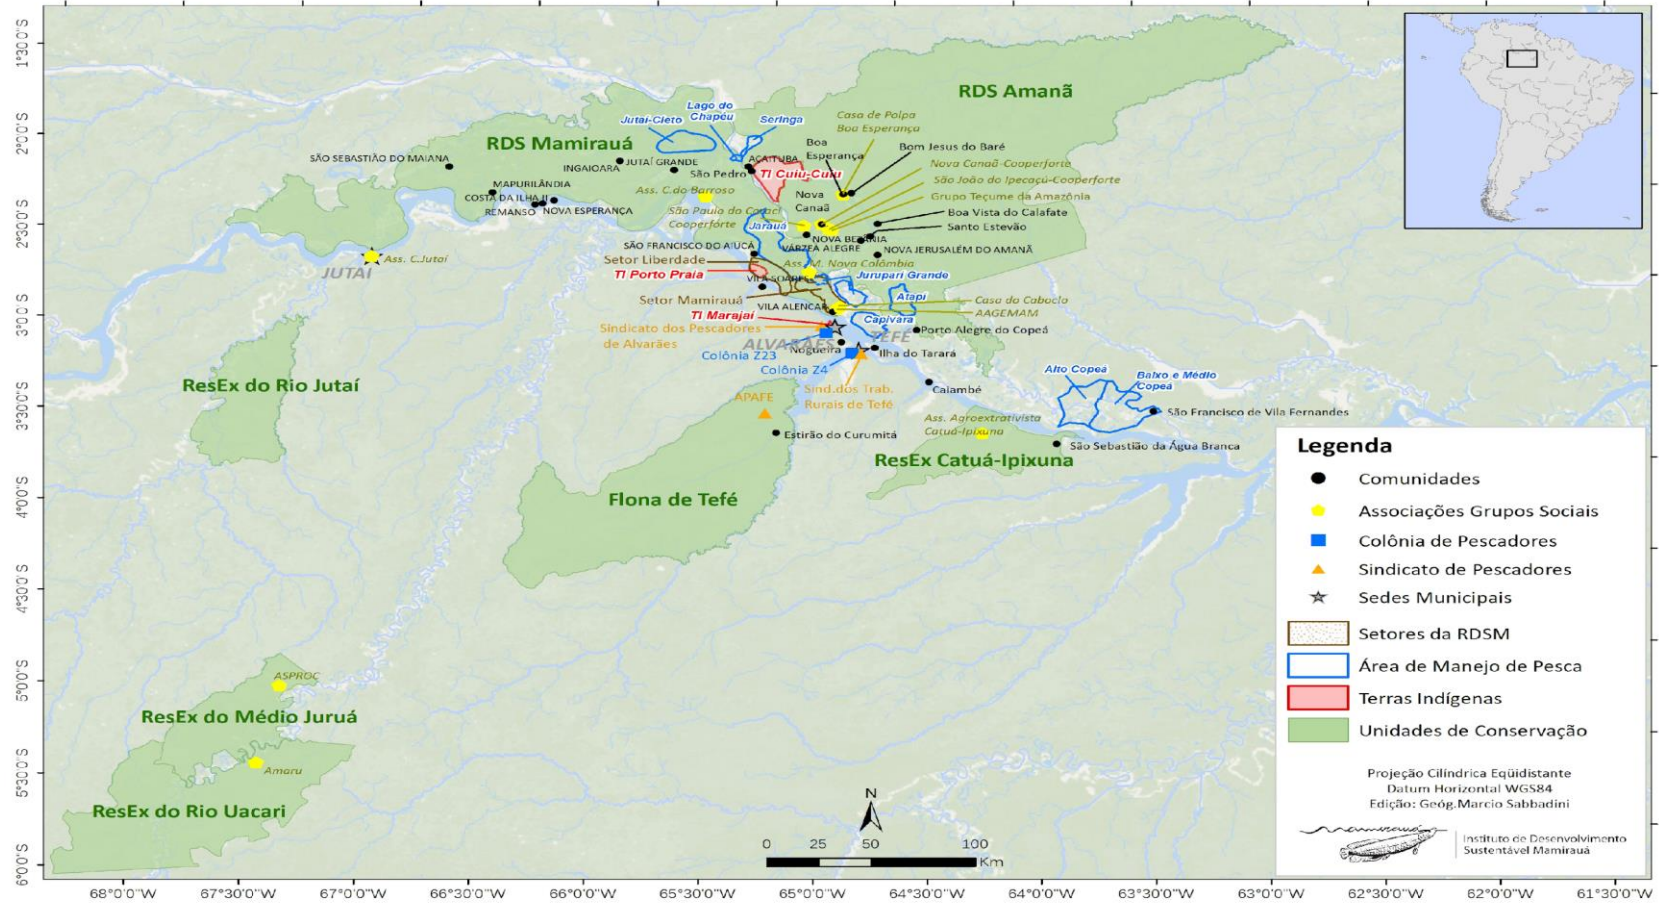 1°30'0"S
2°0'0"S
2°30'0"S
3°0'0"S
3°30'0"S
4°0'0"S
4°30'0"S
5°0'0"S
5°30'0"S
6°0'0"S
RDS Amanã
RDS Mamirauá
Lago do
Chapéu
Jutaí-Cleto
Seringa
Casa de Polpa
Boa Esperança
Boa
Esperança
Bom Jesus do Baré
SÃO SEBASTIÃO DO MAIANA
INGAIOARA
JUTAÍ GRANDE
AÇAITUBA
São Pedro
TI Cuiú-Cuiú
Nova Canaã-Cooperforte
São João do Ipecaçú-Cooperforte
Grupo Teçume da Amazônia
MAPURILÂNDIA
COSTA DA ILHA II
REMANSO
NOVA ESPERANÇA
Ass. C.do Barroso
Nova
Canaã
São Paulo do Coraci
Cooperforte
Jarauá
Boa Vista do Calafate
Santo Estevão
NOVA BETÂNIA
VÁRZEA ALEGRE
NOVA JERUSALÉM DO AMANÃ
SÃO FRANCISCO DO AIUCÁ
Setor Liberdade
Ass. M. Nova Colômbia
JUTAÍ
Ass. C.Jutaí
TI Porto Praia
VILA SOARES
Jurupari Grande
Setor Mamirauá
VILA ALENCAR
Atapi
Casa do Caboclo
AAGEMAM
TI Marajaí
Capivara
Sindicato dos Pescadores
de Alvarães
Porto Alegre do Copeá
ALVARÃES
TEFÉ
Colônia Z23
Nogueira
Ilha do Tarará
Colônia Z4
Caiambé
Sind.dos Trab.
Rurais de Tefé
Alto Copeá
Baixo e Médio
Copeá
ResEx do Rio Jutaí
APAFE
São Francisco de Vila Fernandes
Estirão do Curumitá
Ass. Agroextrativista
Catuá-Ipixuna
São Sebastião da Água Branca
ResEx Catuá-Ipixuna
Flona de Tefé
ASPROC
ResEx do Médio Juruá
Amaru
ResEx do Rio Uacari
Legenda
Comunidades
Associações Grupos Sociais
Colônia de Pescadores
Sindicato de Pescadores
Sedes Municipais
Setores da RDSM
Área de Manejo de Pesca
Terras Indígenas
Unidades de Conservação
Projeção Cilíndrica Eqüidistante
Datum Horizontal WGS84
Edição: Geóg.Marcio Sabbadini
Mamirauá
Instituto de Desenvolvimento
Sustentável Mamirauá
N
0 25 50 100
Km
68°0'0"W 67°30'0"W 67°0'0"W 66°30'0"W 66°0'0"W 65°30'0"W 65°0'0"W 64°30'0"W 64°0'0"W 63°30'0"W 63°0'0"W 62°30'0"W 62°0'0"W 61°30'0"W